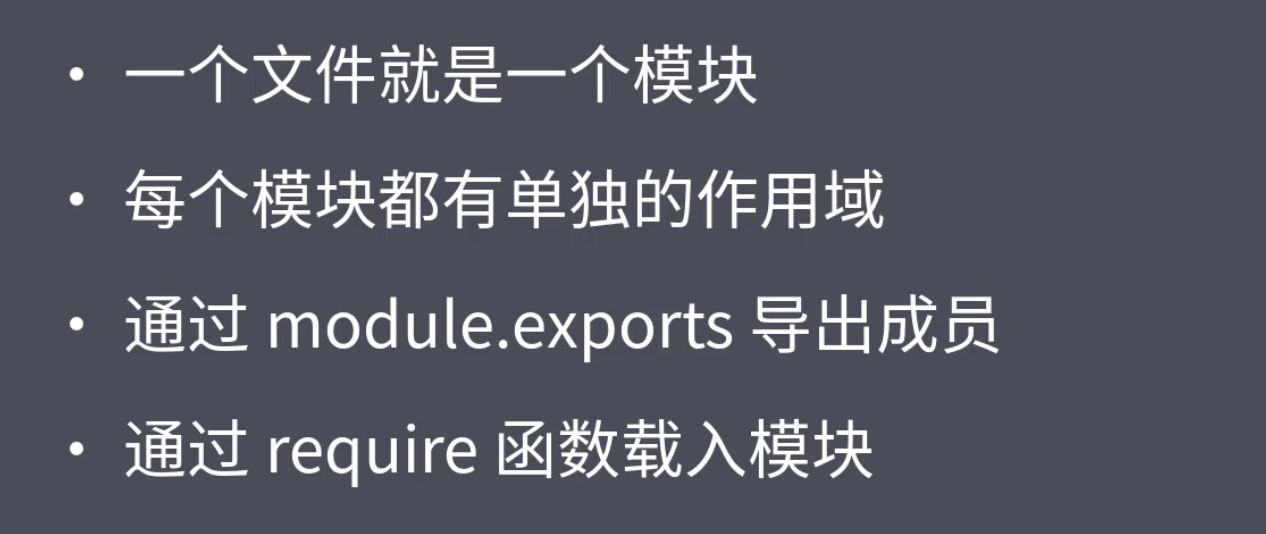 • 一个文件就是一个模块
• 每个模块都有单独的作用域
• 通过 module.exports 导出成员
• 通过 require 函数载入模块